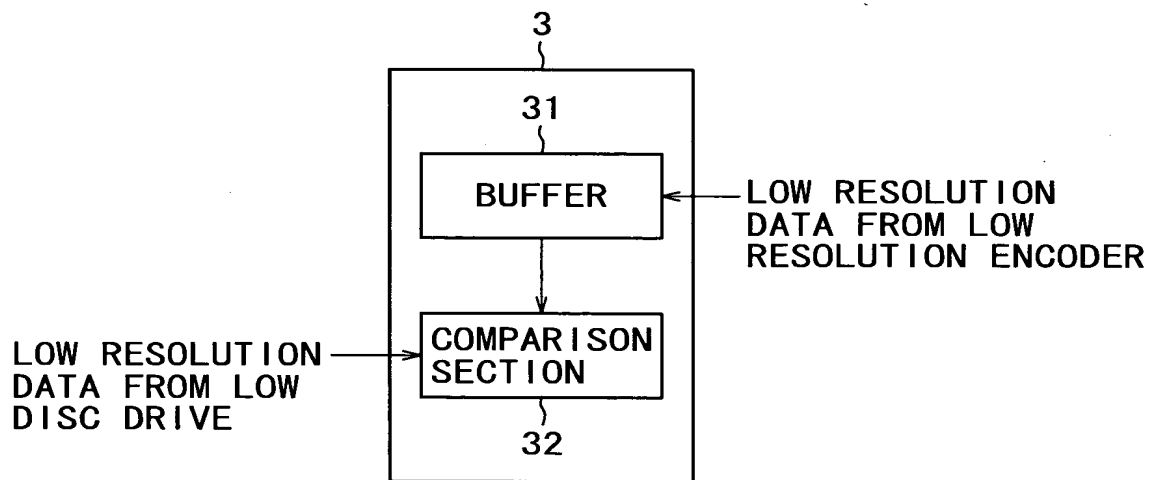 3
31
BUFFER
LOW RESOLUTION
DATA FROM LOW
RESOLUTION ENCODER
COMPARISON
SECTION
LOW RESOLUTION
DATA FROM LOW
DISC DRIVE
32